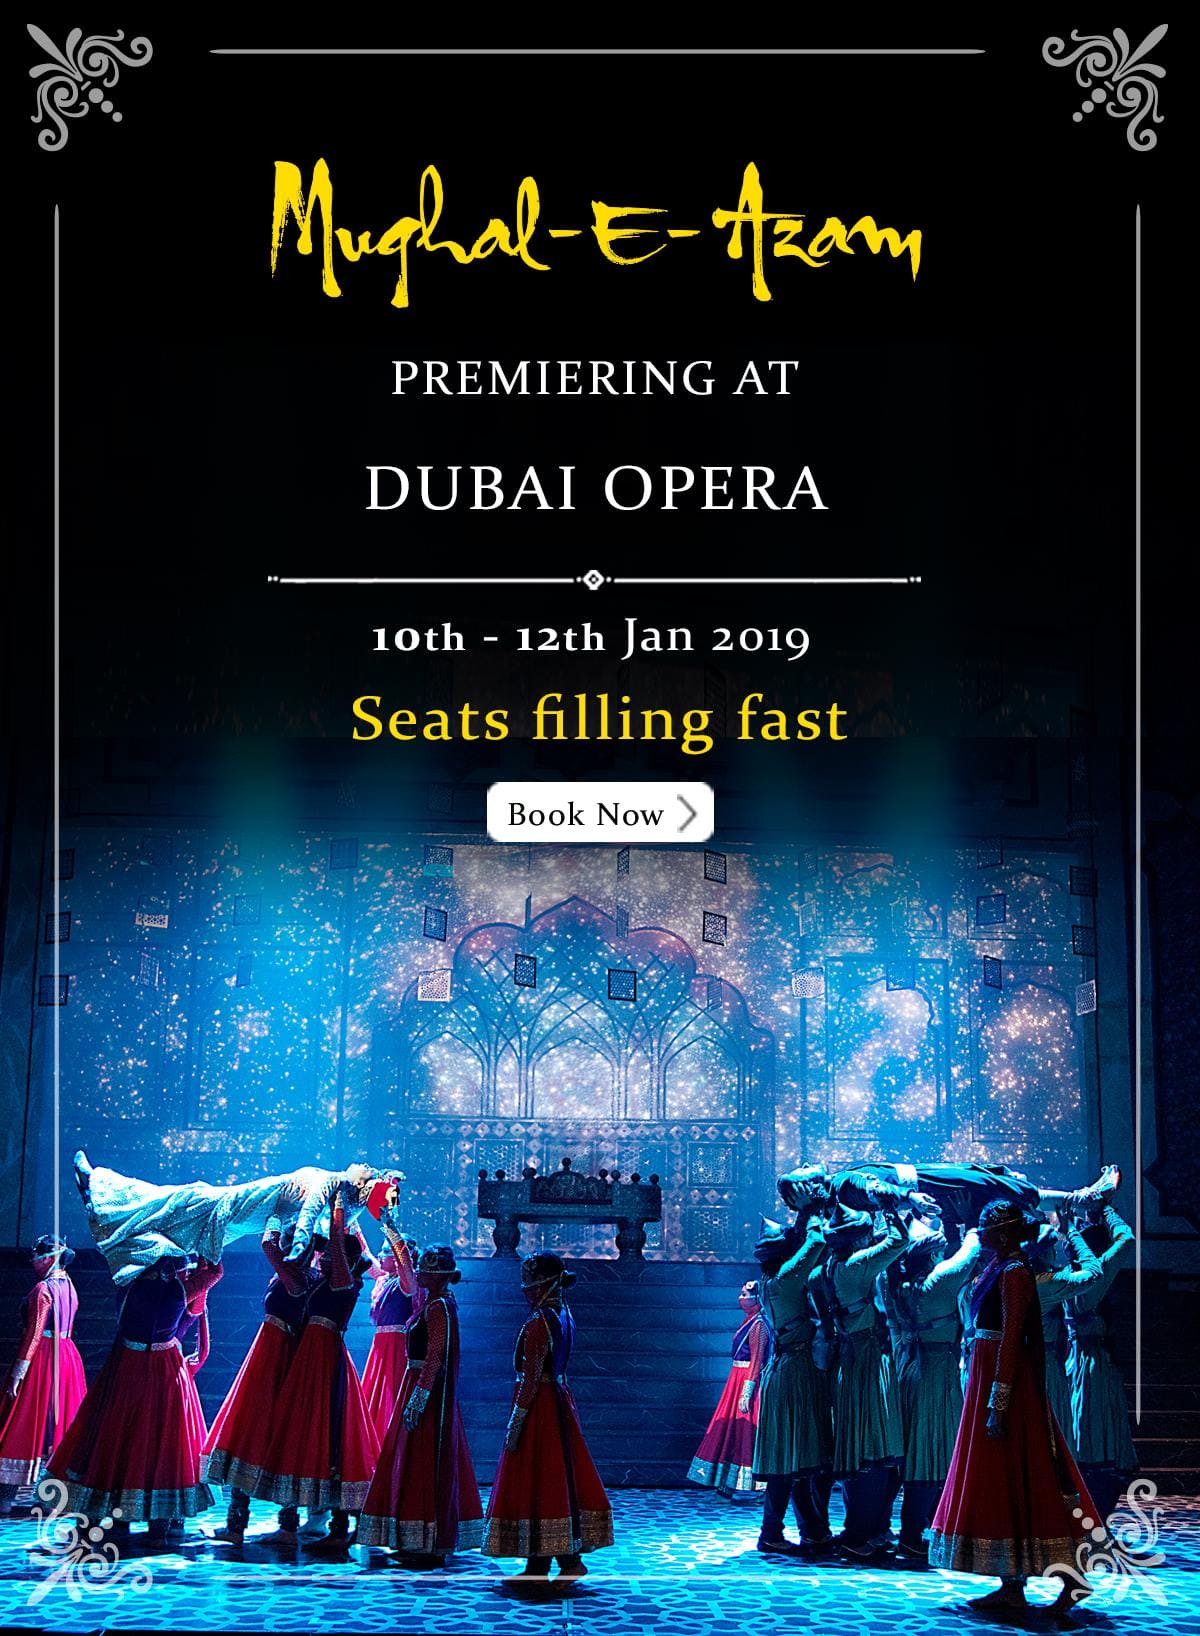 Mughal-E-Azam
PREMIERING AT
DUBAI OPERA
10th - 12th Jan 2019
Seats filling fast
Book Now